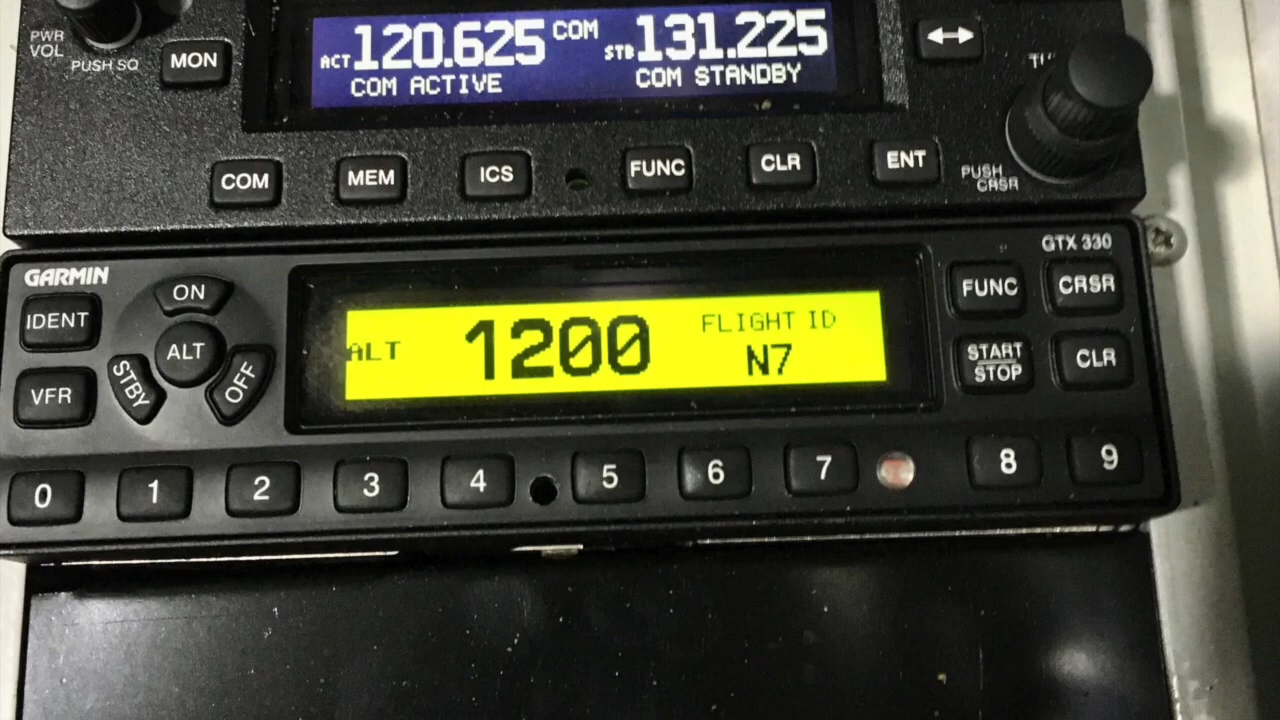 PWR
VOL
PUSH SQ
MON
ACT 120.625 COM STB 131.225
COM ACTIVE COM STANDBY
COM MEM ICS FUNC CLR ENT
PUSH
CRSR
GARMIN
GTX 330
IDENT
ON
ALT
STBY
OFF
VFR
ALT 1200 FLIGHT ID
N7
FUNC CRSR
START
STOP
CLR
0 1 2 3 4 5 6 7 8 9